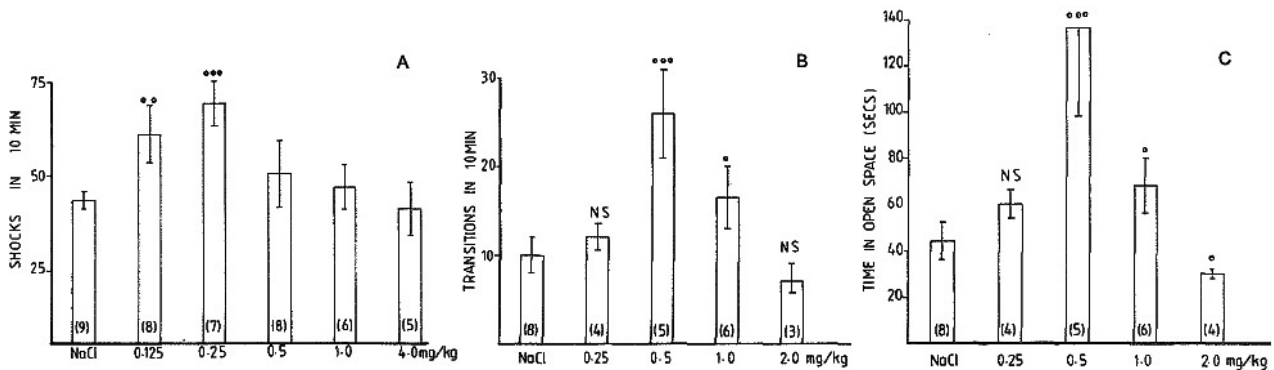 A
SHOCKS IN 10 MIN
75
50
25
(9) (8) (7) (8) (6) (5)
NaCl 0·125 0·25 0·5 1·0 4·0mg/kg
B
TRANSITIONS IN 10MIN
30
20
10
NS
NS
(8) (4) (5) (6) (3)
NaCl 0·25 0·5 1·0 2·0 mg/kg
C
TIME IN OPEN SPACE (SECS)
140
120
100
80
60
40
20
NS
(8) (4) (5) (6) (4)
NaCl 0·25 0·5 1·0 2·0 mg/kg